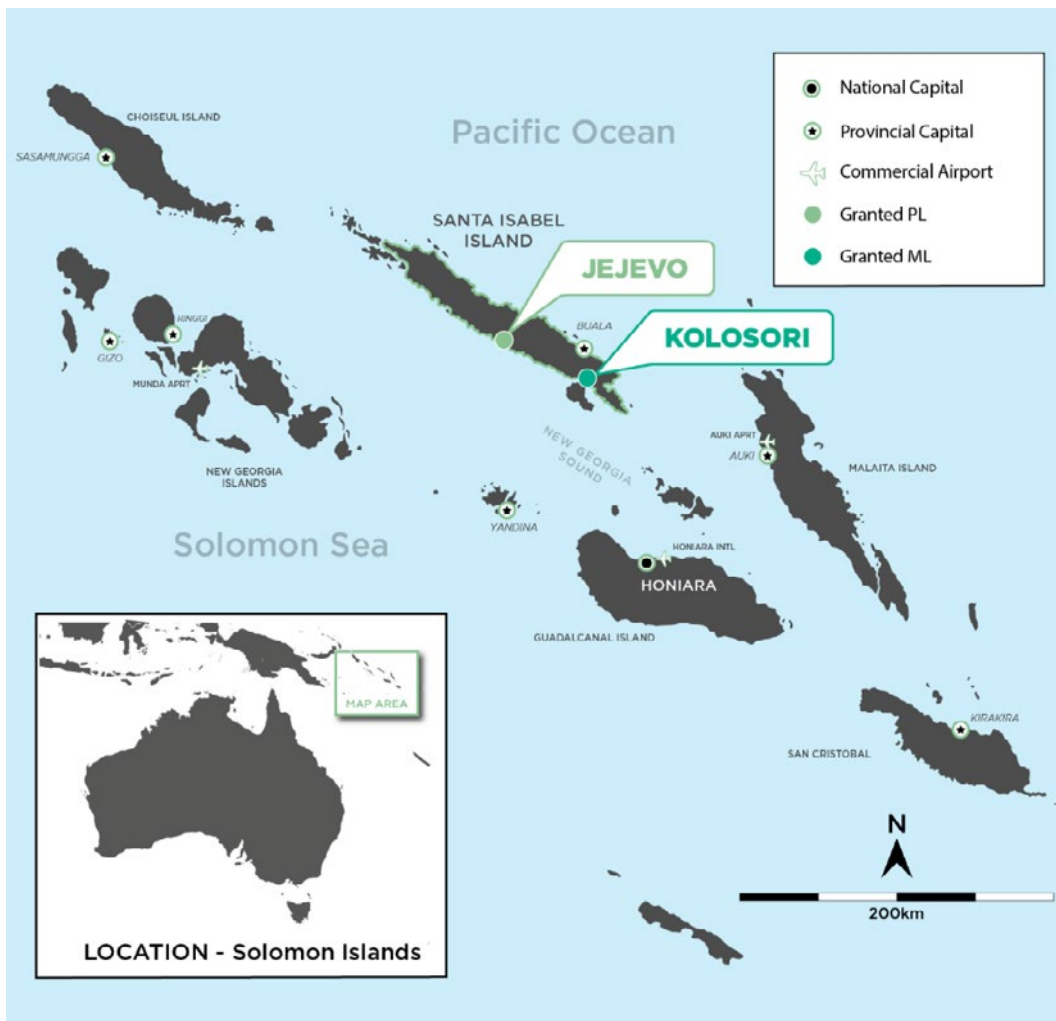 National Capital
Provincial Capital
Commercial Airport
Granted PL
Granted ML
Pacific Ocean
CHOISEUL ISLAND
SASAMUNGGA
SANTA ISABEL
ISLAND
JEJEVO
KOLOSORI
BUALA
RINGGI
GIZO
MUNDA APRT
NEW GEORGIA
ISLANDS
NEW GEORGIA
SOUND
AUKI APRT
AUKI
MALAITA ISLAND
YANDINA
Solomon Sea
HONIARA INTL
HONIARA
GUADALCANAL ISLAND
KIRAKIRA
SAN CRISTOBAL
MAP AREA
LOCATION - Solomon Islands
N
200km